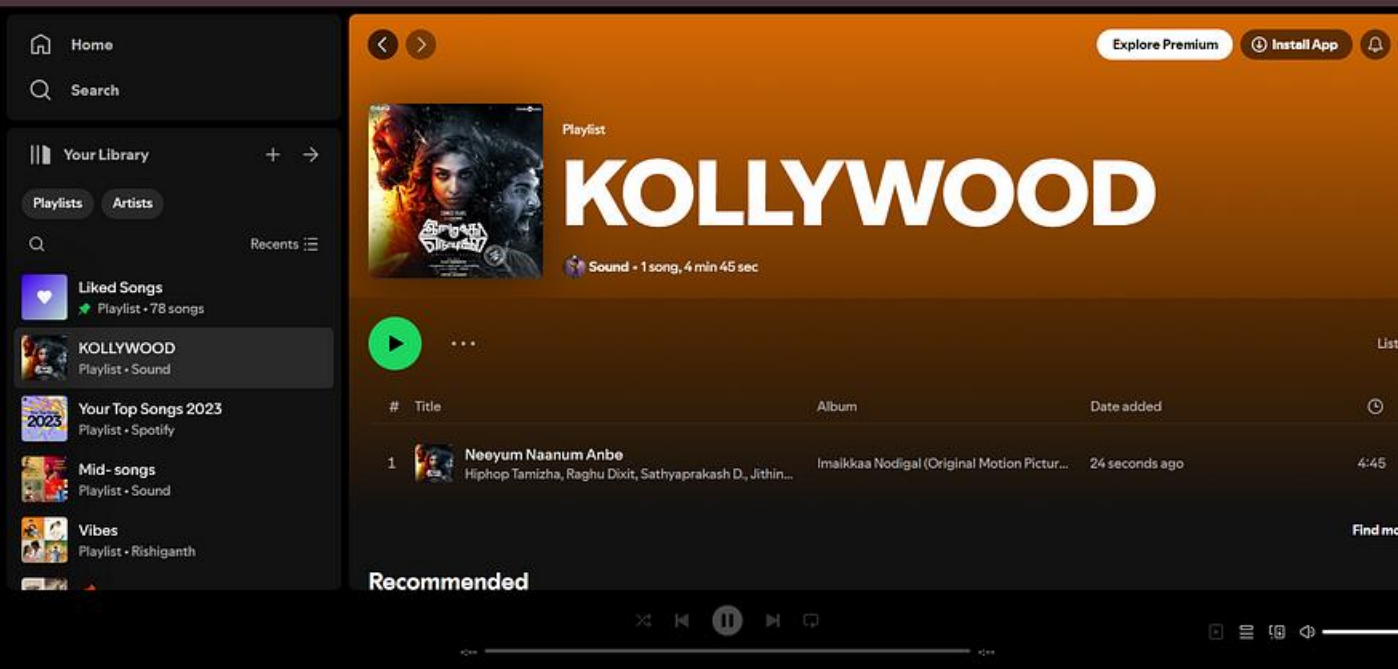 Home
Search
Your Library
Playlists Artists
Recents
Liked Songs
Playlist • 78 songs
KOLLYWOOD
Playlist • Sound
2023
Your Top Songs 2023
Playlist • Spotify
Mid- songs
Playlist • Sound
Vibes
Playlist • Rishiganth
Explore Premium Install App
இமைக்கா
நொடிகள்
Playlist
KOLLYWOOD
Sound • 1 song, 4 min 45 sec
List
# Title Album Date added
1 Neeyum Naanum Anbe Imaikkaa Nodigal (Original Motion Pictur... 24 seconds ago 4:45
Hiphop Tamizha, Raghu Dixit, Sathyaprakash D., Jithin...
Find mo
Recommended
-:-- -:--